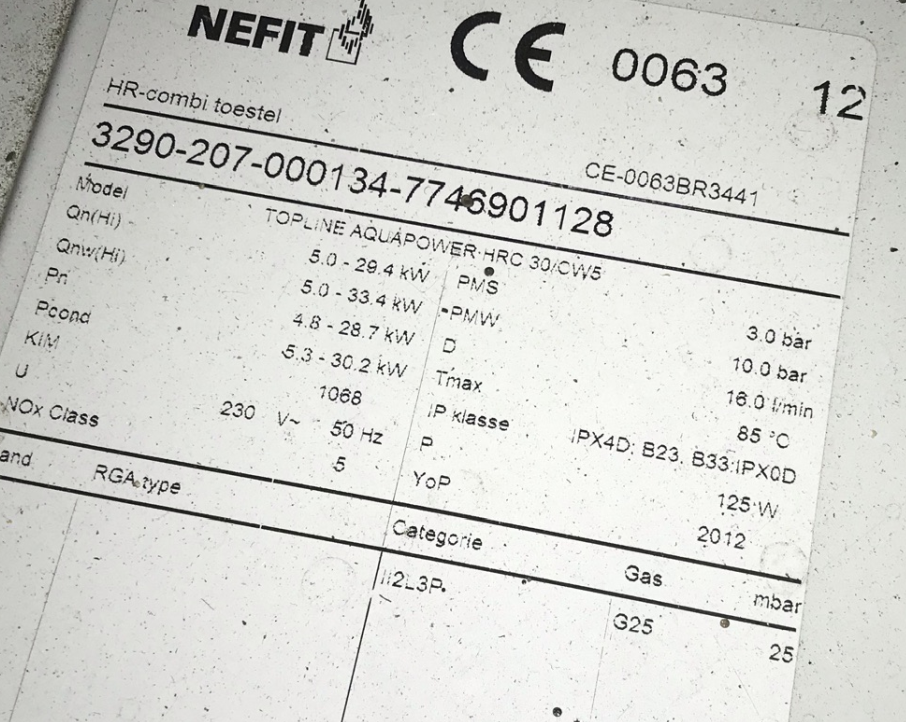 NEFIT CE 0063 12
HR-combi toestel CE-0063BR3441
3290-207-000134-7746901128
Model TOPLINE AQUAPOWER HRC 30/CW5
Qn(Hi) 5.0 - 29.4 kW PMS 3.0 bar
Qnw(Hi) 5.0 - 33.4 kW PMW 10.0 bar
Pn 4.8 - 28.7 kW D 16.0 l/min
Pcond 5.3 - 30.2 kW Tmax 85 °C
KIM 1068 IP klasse IPX4D; B23, B33:IPX0D
U 230 V~ 50 Hz P 125 W
NOx Class 5 YoP 2012
and RGA type Categorie Gas mbar
II2L3P G25 25